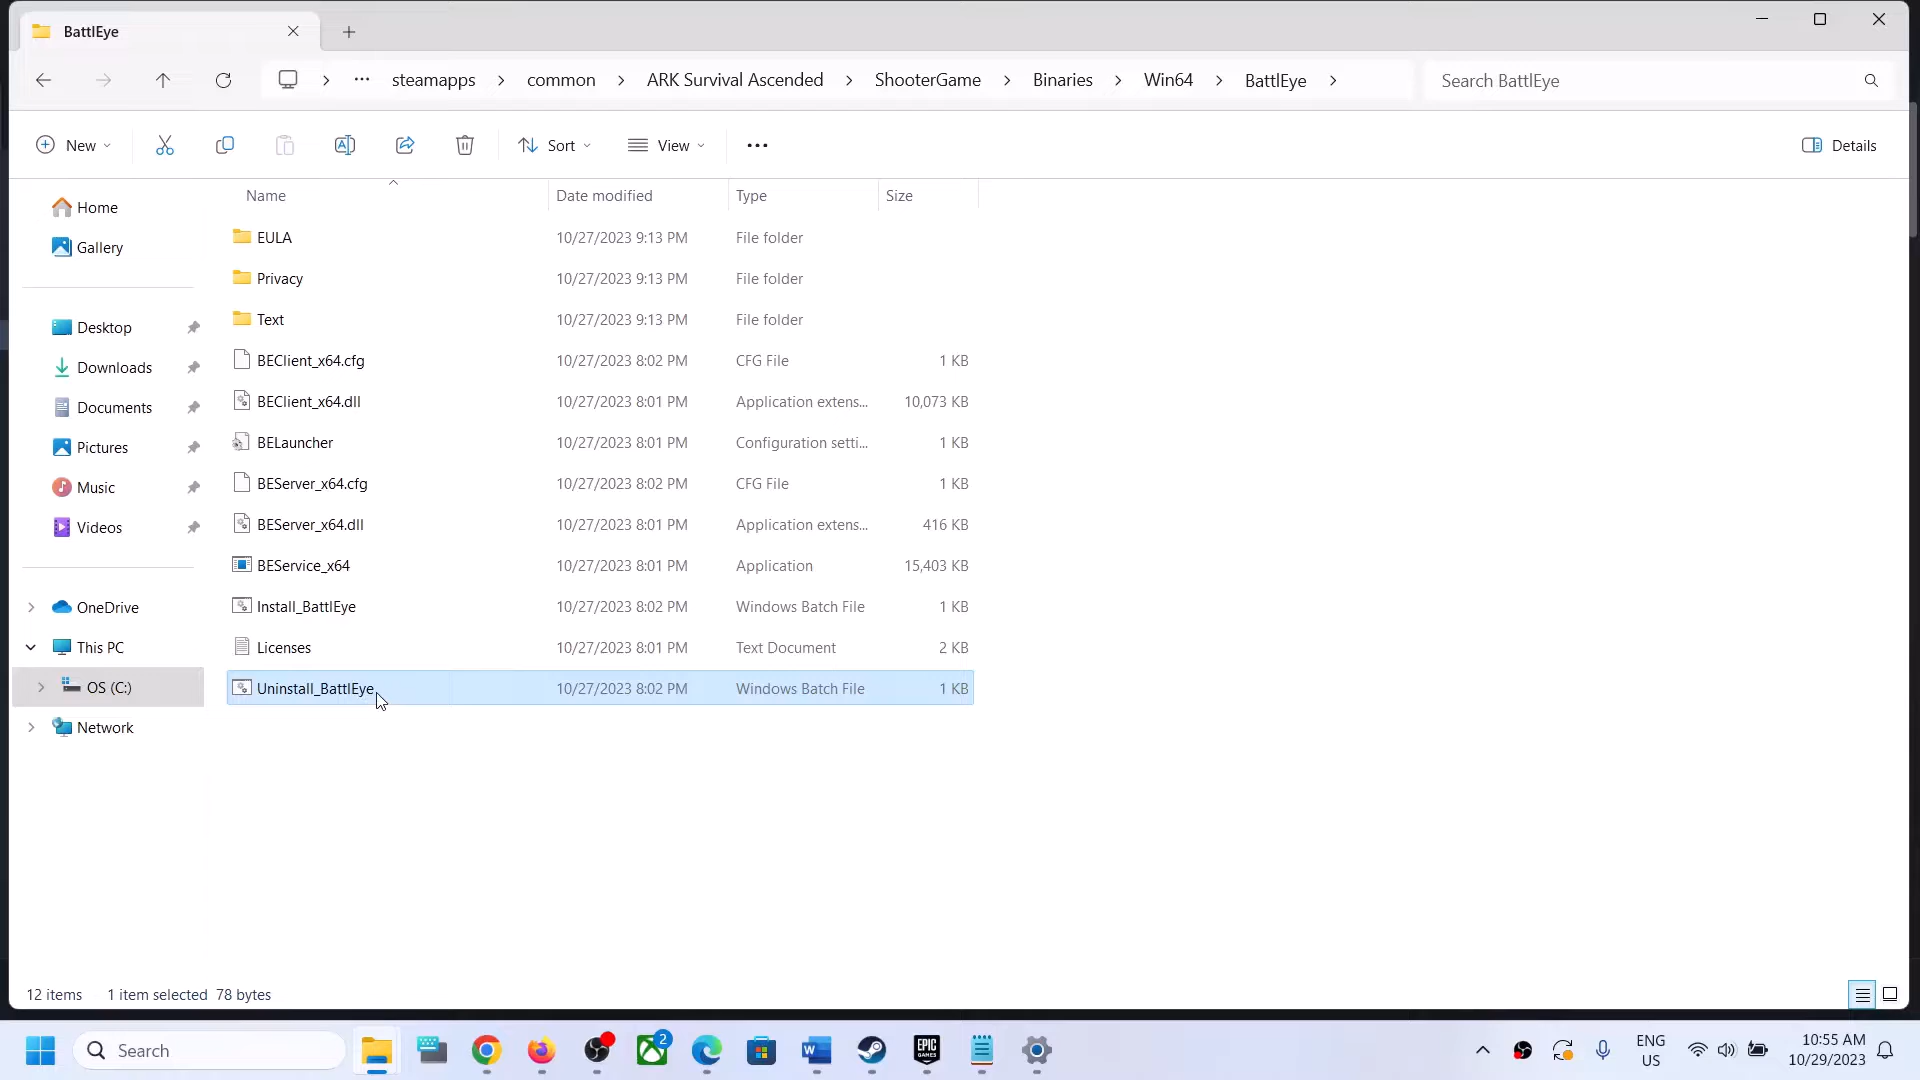 BattlEye
steamapps > common > ARK Survival Ascended > ShooterGame > Binaries > Win64 > BattlEye >
Search BattlEye
New
Sort
View
Details
Name Date modified Type Size
Home
Gallery
Desktop
Downloads
Documents
Pictures
Music
Videos
OneDrive
This PC
OS (C:)
Network
EULA 10/27/2023 9:13 PM File folder
Privacy 10/27/2023 9:13 PM File folder
Text 10/27/2023 9:13 PM File folder
BEClient_x64.cfg 10/27/2023 8:02 PM CFG File 1 KB
BEClient_x64.dll 10/27/2023 8:01 PM Application extens... 10,073 KB
BELauncher 10/27/2023 8:01 PM Configuration setti... 1 KB
BEServer_x64.cfg 10/27/2023 8:02 PM CFG File 1 KB
BEServer_x64.dll 10/27/2023 8:01 PM Application extens... 416 KB
BEService_x64 10/27/2023 8:01 PM Application 15,403 KB
Install_BattlEye 10/27/2023 8:02 PM Windows Batch File 1 KB
Licenses 10/27/2023 8:01 PM Text Document 2 KB
Uninstall_BattlEye 10/27/2023 8:02 PM Windows Batch File 1 KB
12 items 1 item selected 78 bytes
Search
2
EPIC
GAMES
ENG
US
10:55 AM
10/29/2023